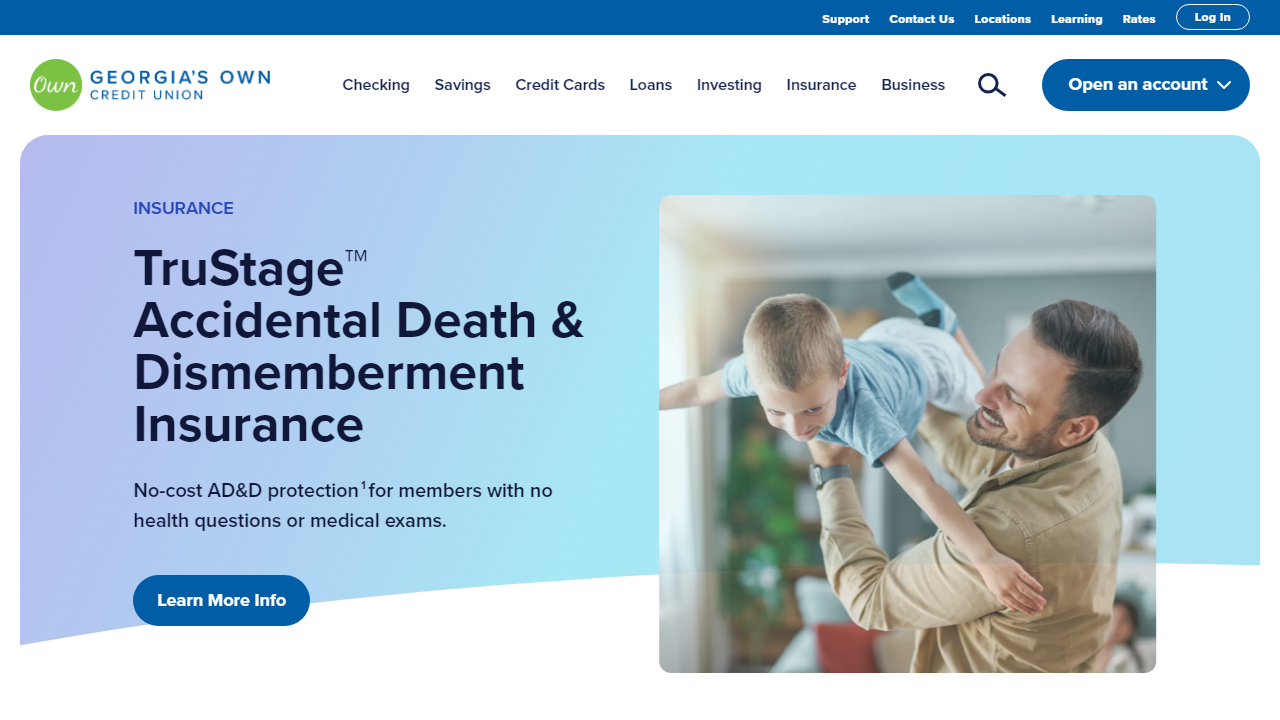 Support Contact Us Locations Learning Rates Log In
Own GEORGIA'S OWN
CREDIT UNION
Checking Savings Credit Cards Loans Investing Insurance Business Open an account
INSURANCE
TruStage™
Accidental Death &
Dismemberment
Insurance
No-cost AD&D protection¹ for members with no
health questions or medical exams.
Learn More Info